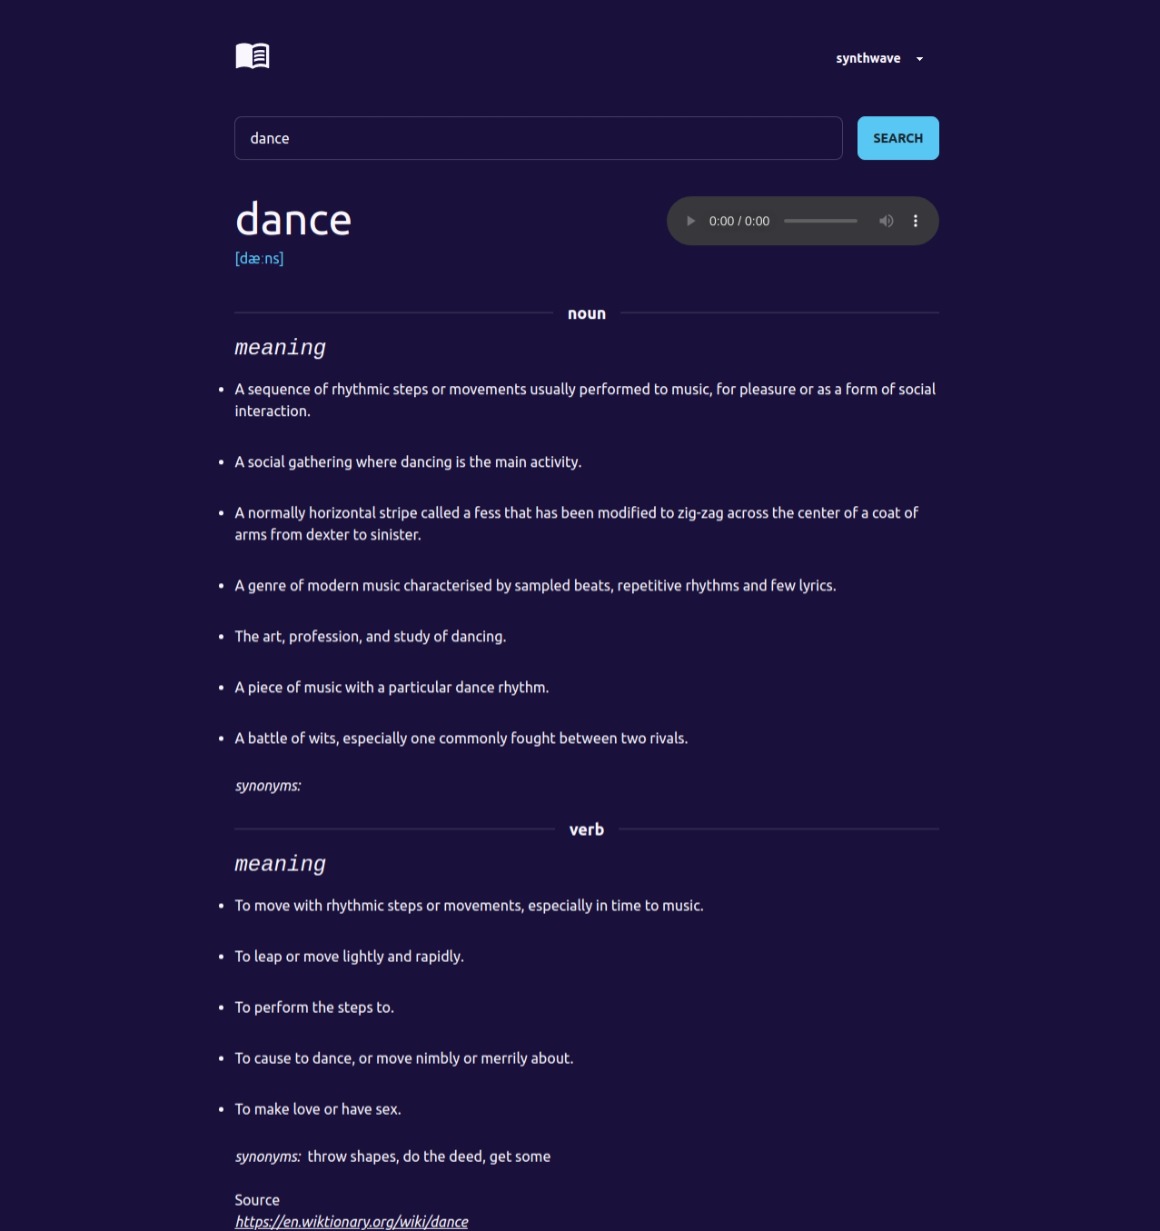 synthwave
dance
SEARCH
dance
0:00 / 0:00
[dæːns]
noun
meaning
• A sequence of rhythmic steps or movements usually performed to music, for pleasure or as a form of social
interaction.
• A social gathering where dancing is the main activity.
• A normally horizontal stripe called a fess that has been modified to zig-zag across the center of a coat of
arms from dexter to sinister.
• A genre of modern music characterised by sampled beats, repetitive rhythms and few lyrics.
• The art, profession, and study of dancing.
• A piece of music with a particular dance rhythm.
• A battle of wits, especially one commonly fought between two rivals.
synonyms:
verb
meaning
• To move with rhythmic steps or movements, especially in time to music.
• To leap or move lightly and rapidly.
• To perform the steps to.
• To cause to dance, or move nimbly or merrily about.
• To make love or have sex.
synonyms: throw shapes, do the deed, get some
Source
https://en.wiktionary.org/wiki/dance